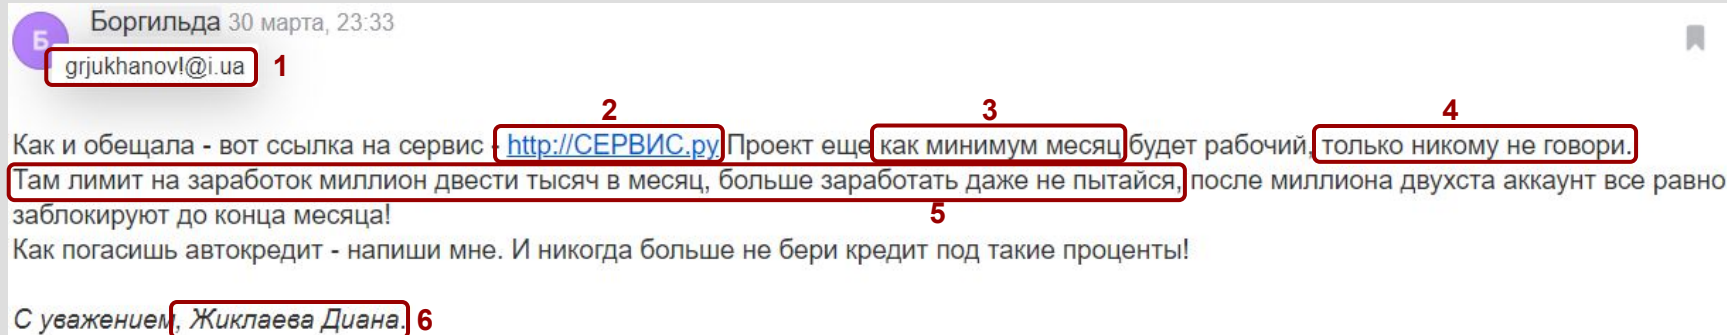 Боргильда 30 марта, 23:33
Б
grjukhanov!@i.ua 1
2 3 4
Как и обещала - вот ссылка на сервис - http://СЕРВИС.ру Проект еще как минимум месяц будет рабочий, только никому не говори.
Там лимит на заработок миллион двести тысяч в месяц, больше заработать даже не пытайся, после миллиона двухста аккаунт все равно
заблокируют до конца месяца!
5
Как погасишь автокредит - напиши мне. И никогда больше не бери кредит под такие проценты!
С уважением, Жиклаева Диана. 6